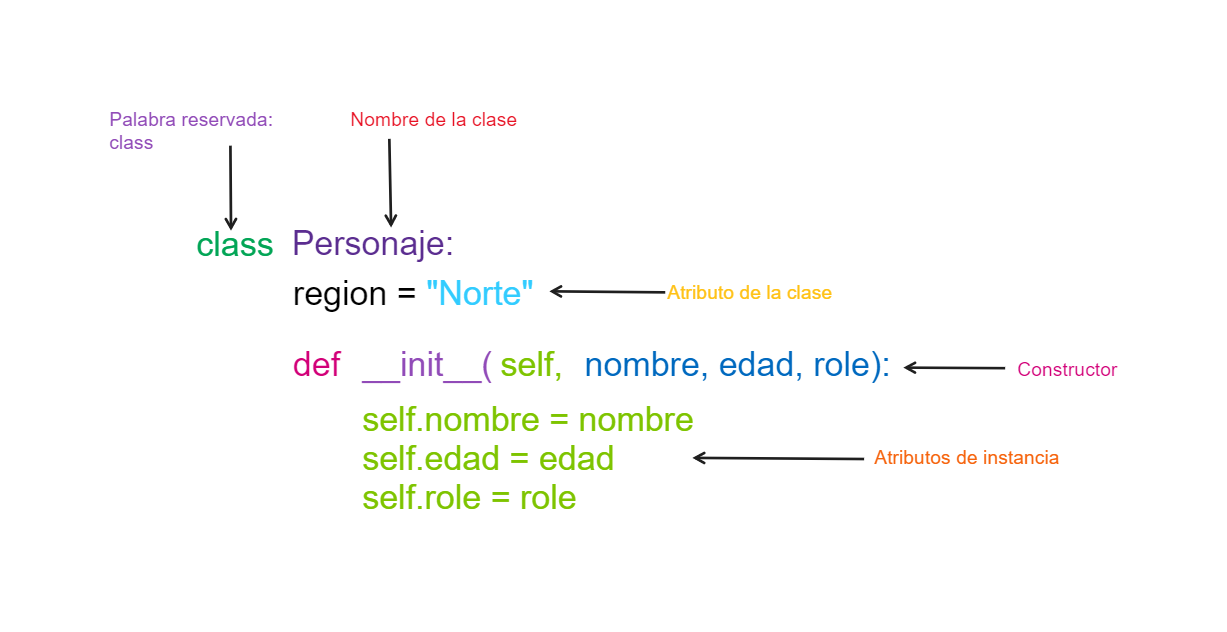 Palabra reservada:
class
Nombre de la clase
class Personaje:
region = "Norte"
Atributo de la clase
def __init__( self, nombre, edad, role):
Constructor
self.nombre = nombre
self.edad = edad
Atributos de instancia
self.role = role